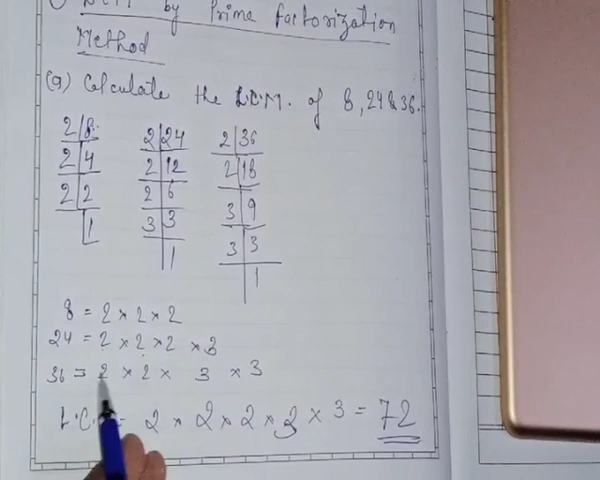 L.C.M by Prime Factorization
Method
(a) Calculate the L.C.M. of 8, 24 & 36.
2 | 8 2 | 24 2 | 36
2 | 4 2 | 12 2 | 18
2 | 2 2 | 6 3 | 9
1 3 | 3 3 | 3
1 1
8 = 2 × 2 × 2
24 = 2 × 2 × 2 × 3
36 = 2 × 2 × 3 × 3
L.C. = 2 × 2 × 2 × 3 × 3 = 72